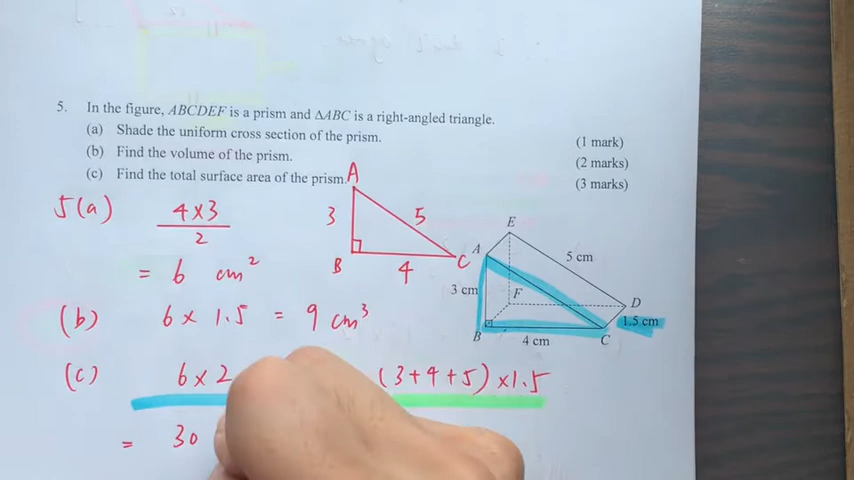 5. In the figure, ABCDEF is a prism and ΔABC is a right-angled triangle.
(a) Shade the uniform cross section of the prism. (1 mark)
(b) Find the volume of the prism. (2 marks)
(c) Find the total surface area of the prism. (3 marks)
A
5(a) 4×3
2
3
5
B
4
C
= 6 cm²
E
A
5 cm
3 cm
F
D
1.5 cm
B
4 cm
C
(b) 6 × 1.5 = 9 cm³
(c) 6×2 (3+4+5)×1.5
= 30